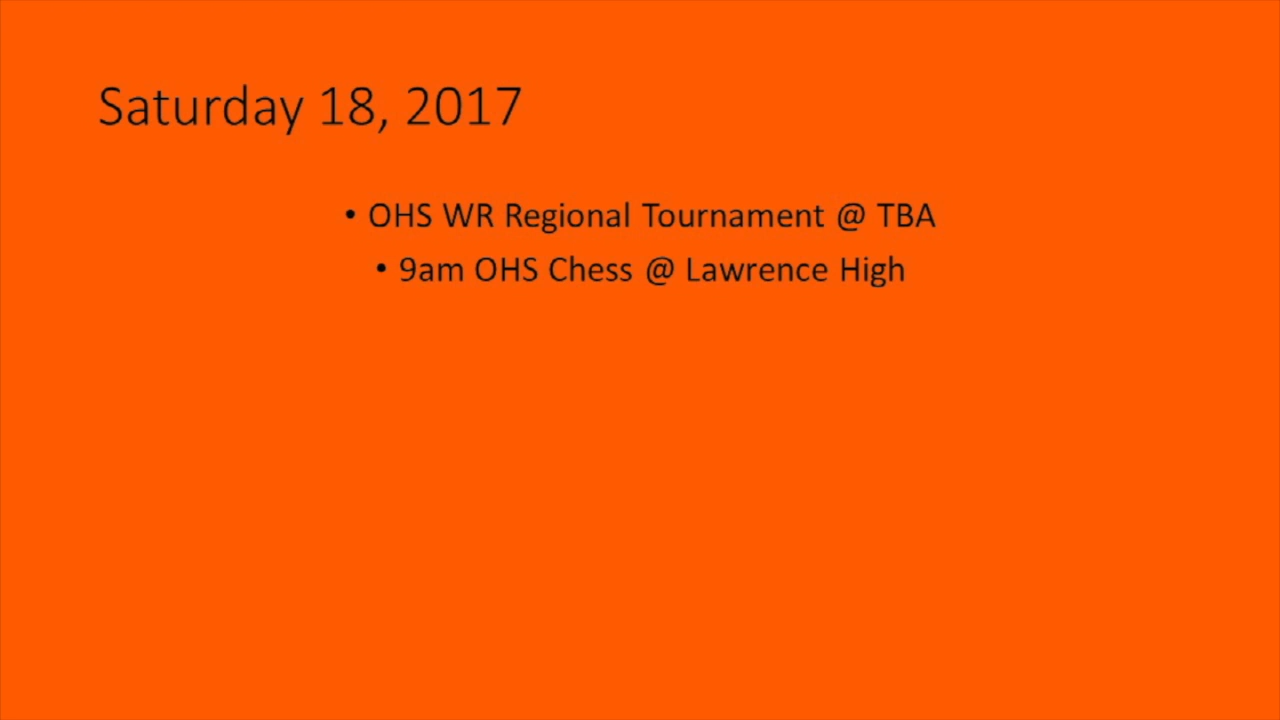 Saturday 18, 2017
• OHS WR Regional Tournament @ TBA
• 9am OHS Chess @ Lawrence High